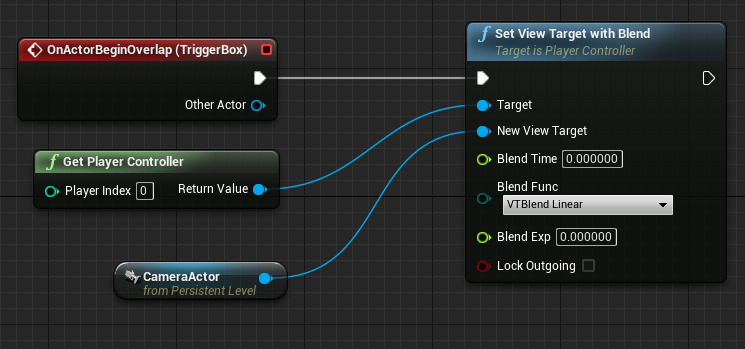 OnActorBeginOverlap (TriggerBox)
Other Actor
Get Player Controller
Player Index 0 Return Value
CameraActor
from Persistent Level
Set View Target with Blend
Target is Player Controller
Target
New View Target
Blend Time 0.000000
Blend Func
VTBlend Linear
Blend Exp 0.000000
Lock Outgoing